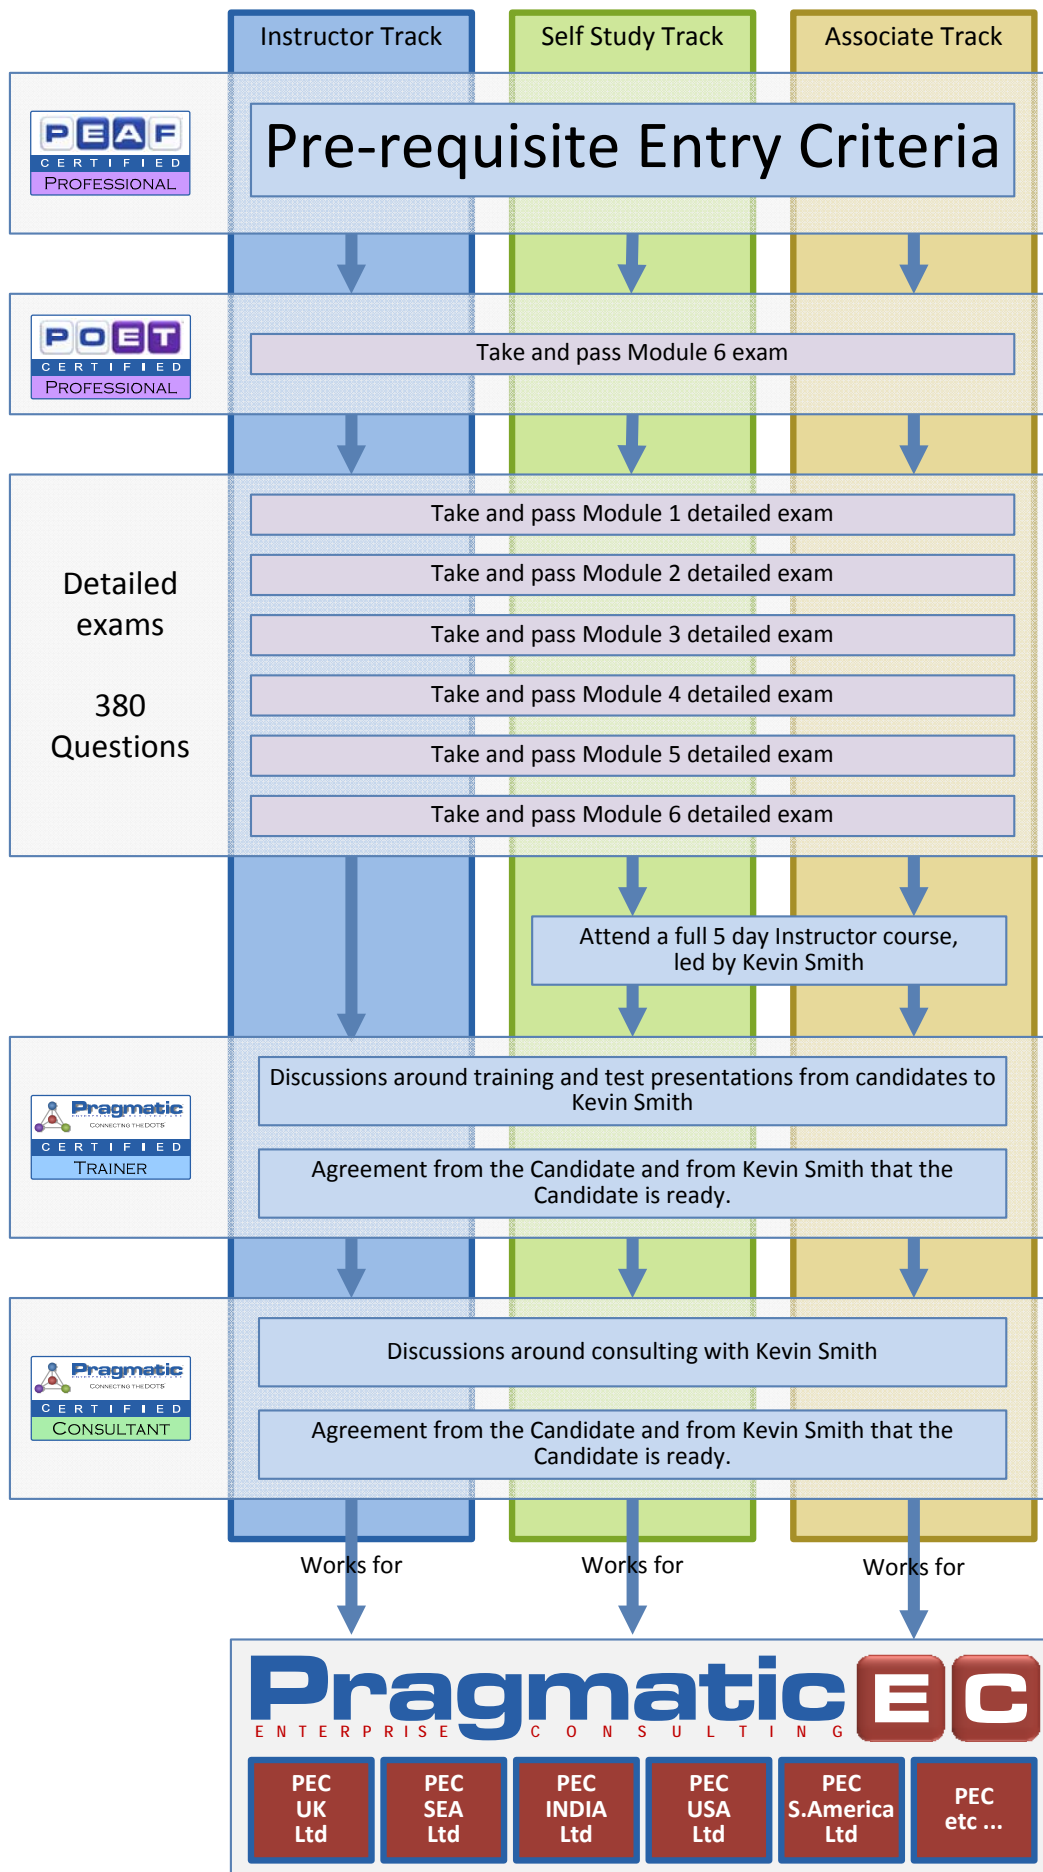 Instructor Track
Self Study Track
Associate Track
PEAF
CERTIFIED
PROFESSIONAL
Pre-requisite Entry Criteria
POET
CERTIFIED
PROFESSIONAL
Take and pass Module 6 exam
Detailed
exams
380
Questions
Take and pass Module 1 detailed exam
Take and pass Module 2 detailed exam
Take and pass Module 3 detailed exam
Take and pass Module 4 detailed exam
Take and pass Module 5 detailed exam
Take and pass Module 6 detailed exam
Attend a full 5 day Instructor course,
led by Kevin Smith
Pragmatic
CONNECTING THE DOTS
CERTIFIED
TRAINER
Discussions around training and test presentations from candidates to
Kevin Smith
Agreement from the Candidate and from Kevin Smith that the
Candidate is ready.
Pragmatic
CONNECTING THE DOTS
CERTIFIED
CONSULTANT
Discussions around consulting with Kevin Smith
Agreement from the Candidate and from Kevin Smith that the
Candidate is ready.
Works for
Works for
Works for
Pragmatic EC
ENTERPRISE CONSULTING
PEC
UK
Ltd
PEC
SEA
Ltd
PEC
INDIA
Ltd
PEC
USA
Ltd
PEC
S.America
Ltd
PEC
etc ...